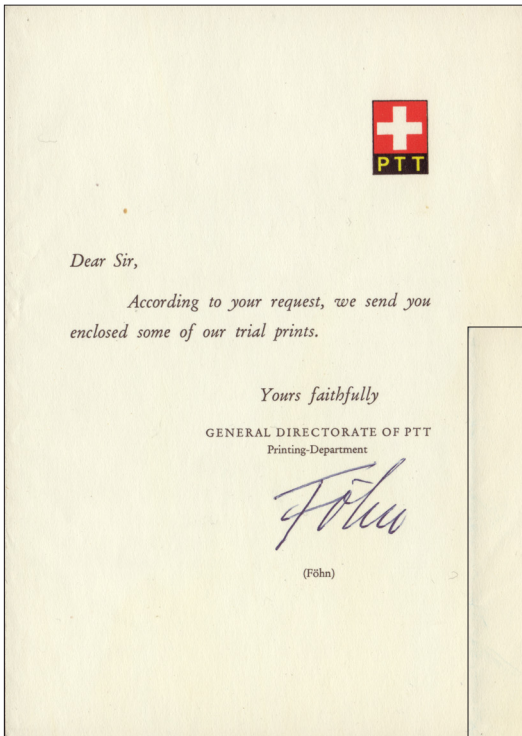 PTT
Dear Sir,
According to your request, we send you
enclosed some of our trial prints.
Yours faithfully
GENERAL DIRECTORATE OF PTT
Printing-Department
Föhn
(Föhn)